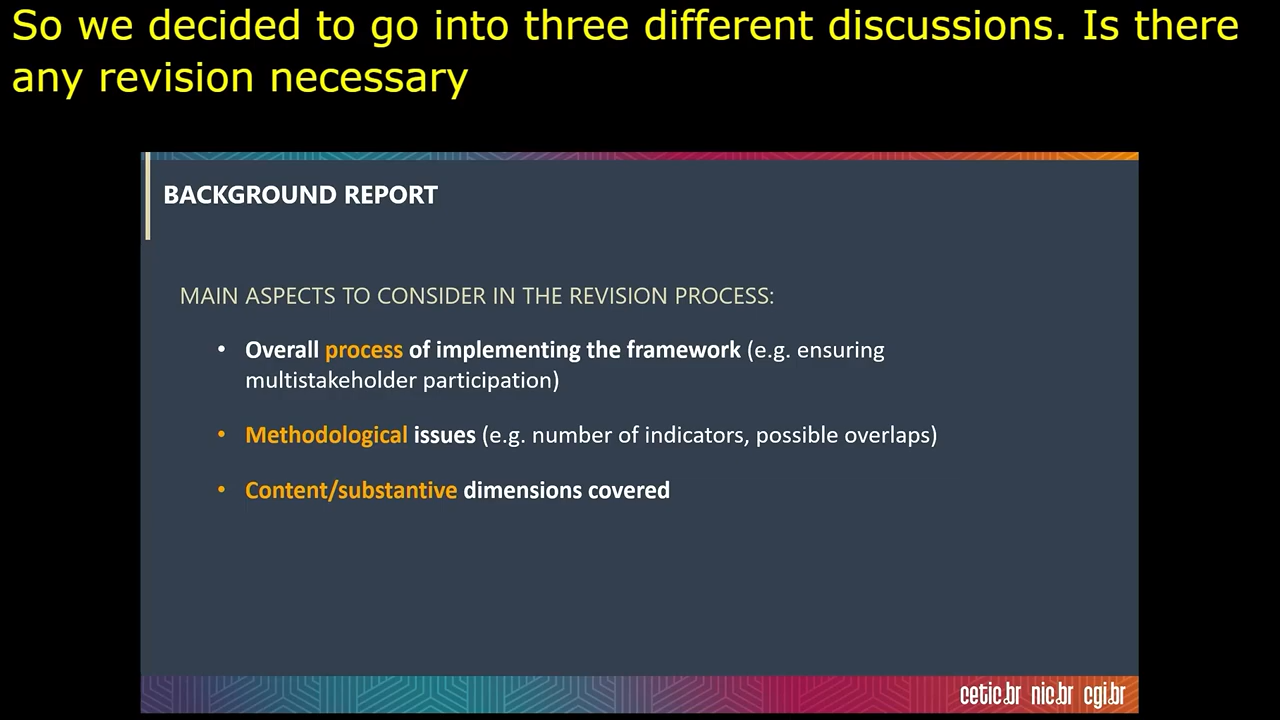 So we decided to go into three different discussions. Is there
any revision necessary
BACKGROUND REPORT
MAIN ASPECTS TO CONSIDER IN THE REVISION PROCESS:
• Overall process of implementing the framework (e.g. ensuring
multistakeholder participation)
• Methodological issues (e.g. number of indicators, possible overlaps)
• Content/substantive dimensions covered
cetic.br nic.br cgi.br